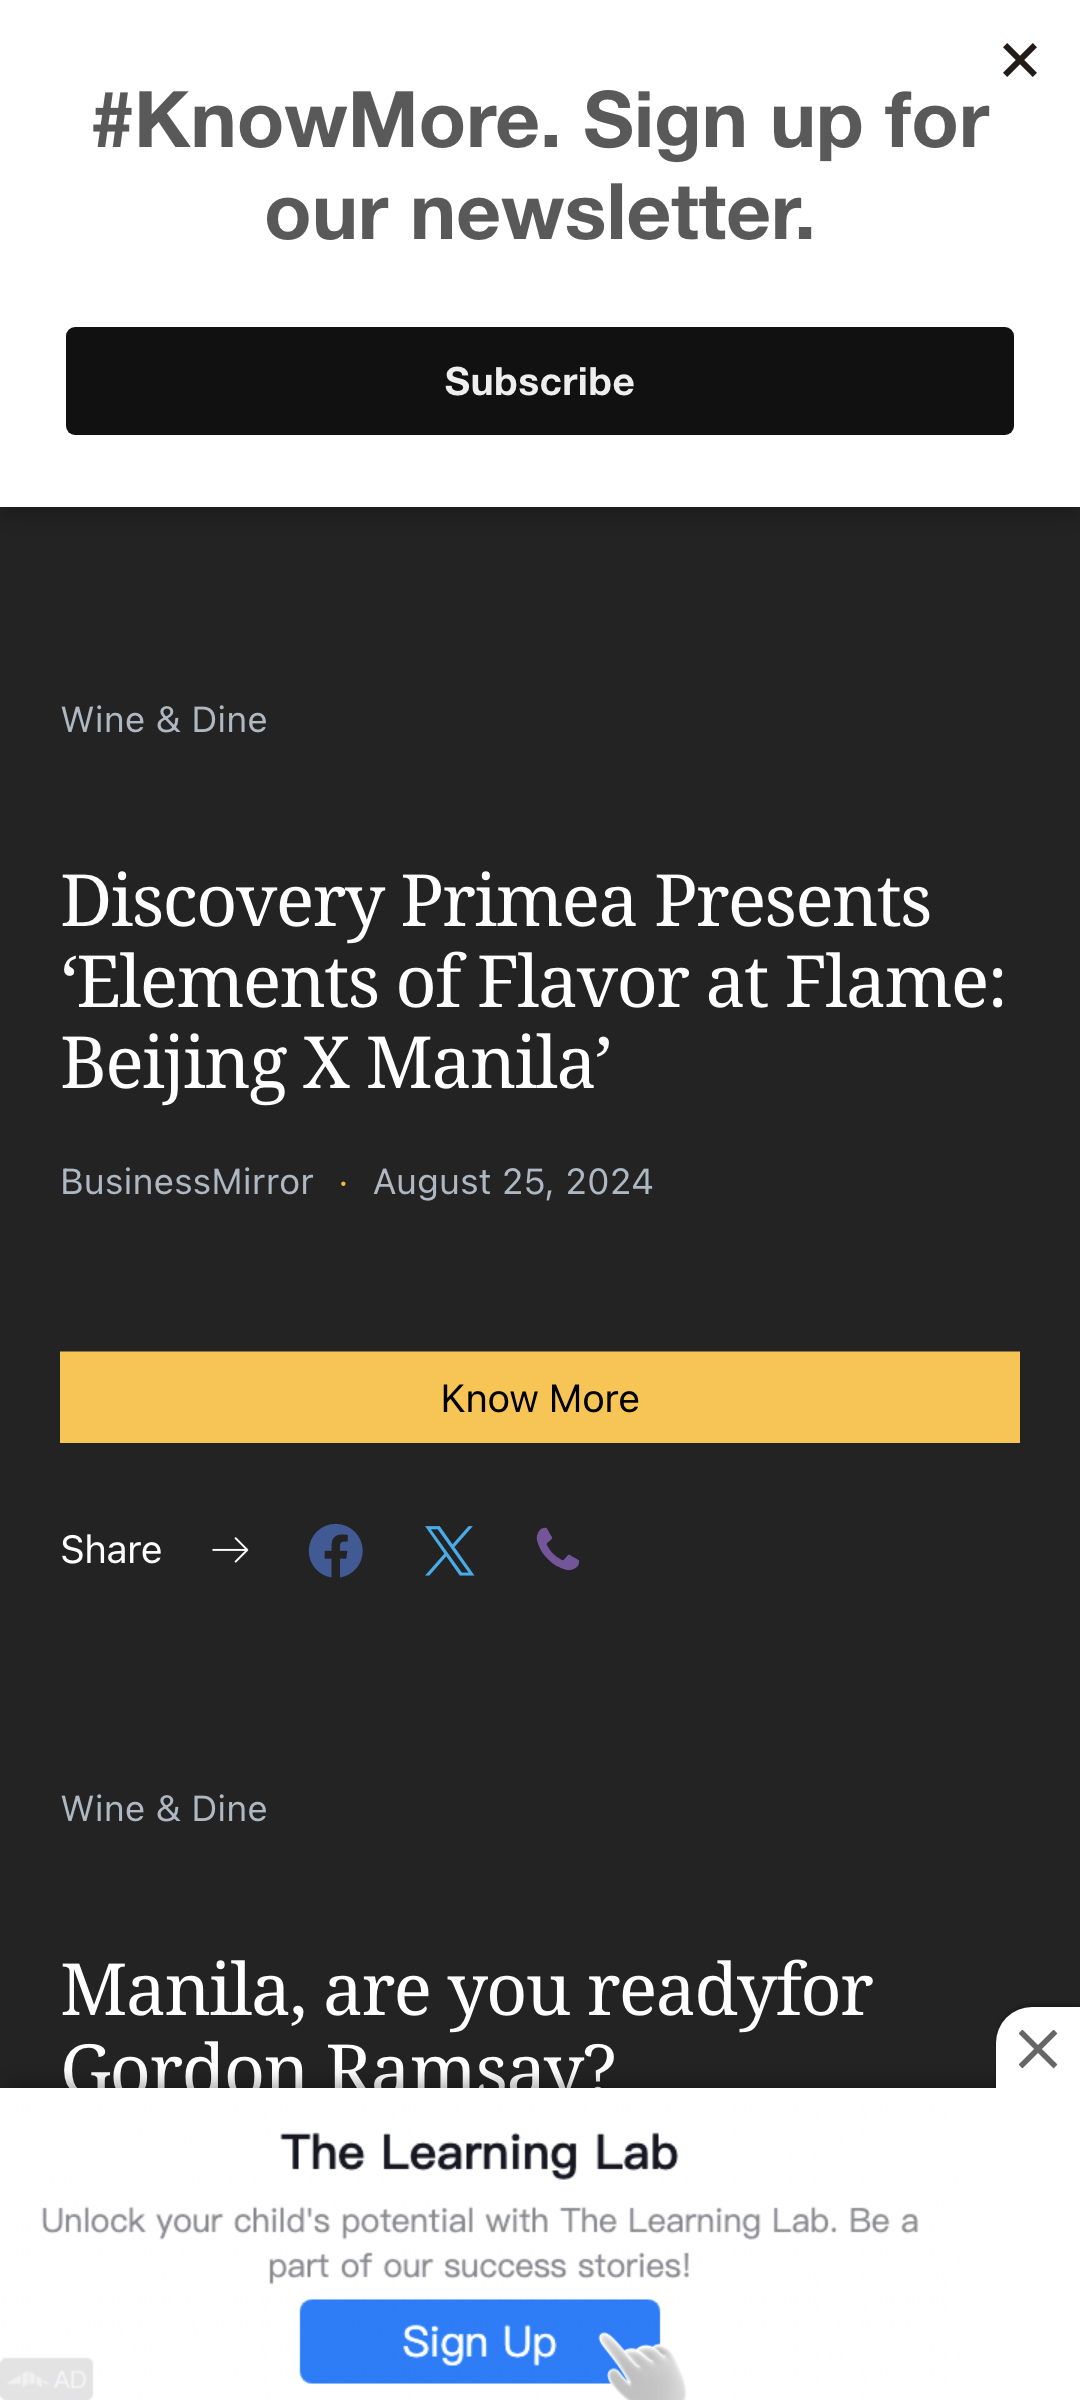 #KnowMore. Sign up for
our newsletter.
Subscribe
Wine & Dine
Discovery Primea Presents
‘Elements of Flavor at Flame:
Beijing X Manila’
BusinessMirror · August 25, 2024
Know More
Share →
Wine & Dine
Manila, are you readyfor
Gordon Ramsay?
The Learning Lab
Unlock your child's potential with The Learning Lab. Be a
part of our success stories!
Sign Up
AD